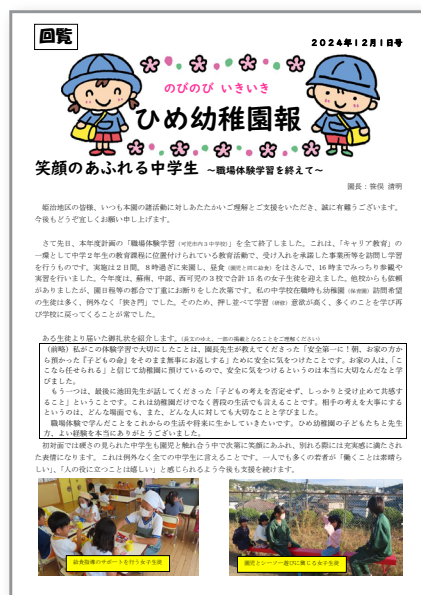 回覧
2024年12月1日号
のびのび いきいき
ひめ幼稚園報
笑顔のあふれる中学生 ～職場体験学習を終えて～
園長：笹俣 清明
姫治地区の皆様、いつも本園の諸活動に対しあたたかいご理解とご支援をいただき、誠に有難うございます。
今後もどうぞ宜しくお願い申し上げます。
さて先日、本年度計画の「職場体験学習（可児市内３中学校）」を全て終了しました。これは、「キャリア教育」の
一環として中学２年生の教育課程に位置付けられている教育活動で、受け入れを承諾した事業所等を訪問し学習
を行うものです。実施は２日間。８時過ぎに来園し、昼食（園児と同じ給食）をはさんで、16時までみっちり参観や
実習を行いました。今年度は、蘇南、中部、西可児の３校で合計15名の女子生徒を迎えました。他校からも依頼
がありましたが、園日程等の都合で丁重にお断りをした次第です。私の中学校在職時も幼稚園（保育園）訪問希望
の生徒は多く、例年なく「狭き門」でした。そのため、押し並べて学習（研修）意欲が高く、多くのことを学び再
び学校に戻ってくることが常でした。
ある生徒より届いた御礼状を紹介します。（長文のゆえ、一部の掲載となることをご理解ください）
（前略）私がこの体験学習で大切にしたことは、園長先生が教えてくださった「安全第一に！朝、お家の方か
ら預かった『子どもの命』をそのまま無事にお返しする」ために安全に気をつけたことです。お家の人は、「こ
こなら任せられる」と信じて幼稚園に預けているので、安全に気をつけるというのは本当に大切なんだなと学
びました。
もう一つは、最後に池田先生が話してくださった「子どもの考えを否定せず、しっかりと受け止めて共感す
ること」ということです。これは幼稚園だけでなく普段の生活でも言えることです。相手の考えを大事にする
というのは、どんな場面でも、また、どんな人に対しても大切なことと学びました。
職場体験で学んだことをこれからの生活や将来に生かしていきたいです。ひめ幼稚園の子どもたちと先生
方、よい経験を本当にありがとうございました。
初対面では硬さの見られた中学生も園児と触れ合う中で次第に笑顔にあふれ、別れる際には充実感に満たされ
た表情になります。これは例外なく全ての中学生に言えることです。一人でも多くの若者が「働くことは素晴ら
しい」、「人の役に立つことは嬉しい」と感じられるよう今後も支援を続けます。
給食指導のサポートを行う女子生徒
園児とシーソー遊びに興じる女子生徒